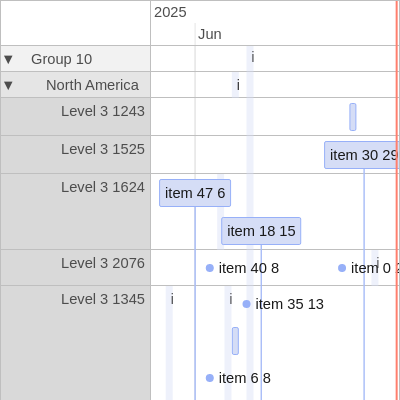 2025
Jun
▼ Group 10 i
▼ North America i
Level 3 1243
Level 3 1525 item 30 29
Level 3 1624 item 47 6
item 18 15
Level 3 2076 item 40 8 item 0 i
Level 3 1345 i i item 35 13
item 6 8